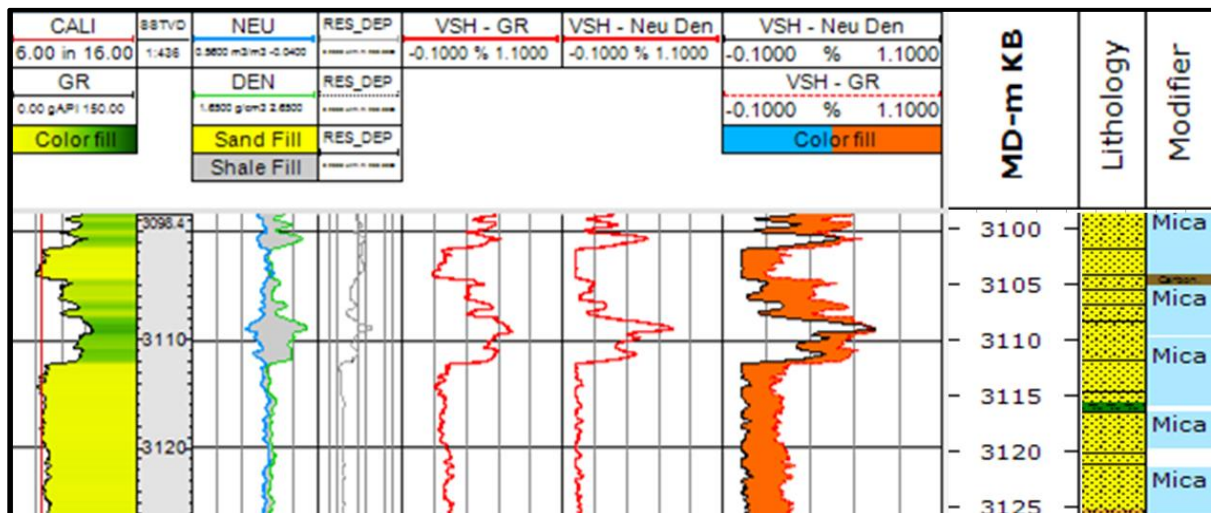 CALI
6.00 in 16.00
GR
0.00 gAPI 150.00
Color fill
SSTVD
1:436
NEU
DEN
Sand Fill
Shale Fill
RES_DEP
RES_DEP
RES_DEP
VSH - GR
-0.1000 % 1.1000
VSH - Neu Den
-0.1000 % 1.1000
VSH - Neu Den
-0.1000 % 1.1000
VSH - GR
-0.1000 % 1.1000
Color fill
MD-m KB
Lithology
Modifier
3098.4
3110
3120
3100
3105
3110
3115
3120
3125
Mica
Mica
Mica
Mica
Mica